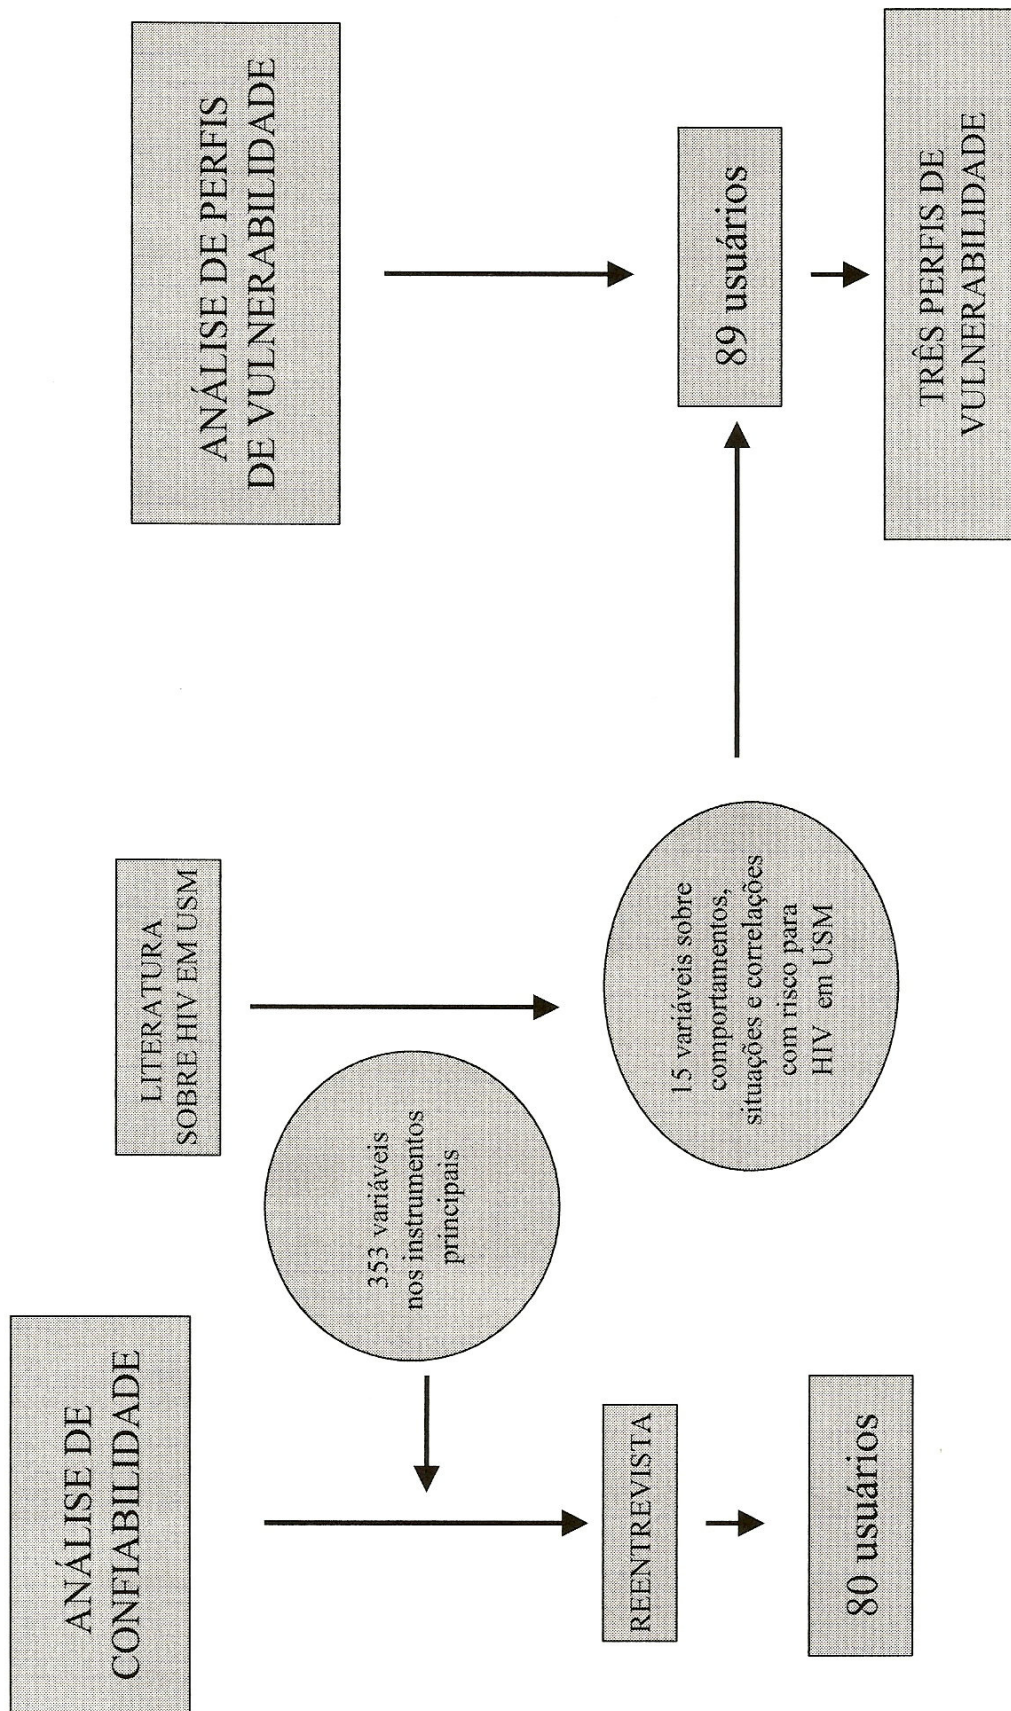 ANÁLISE DE
CONFIABILIDADE
353 variáveis
nos instrumentos
principais
REENTREVISTA
80 usuários
LITERATURA
SOBRE HIV EM USM
15 variáveis sobre
comportamentos,
situações e correlações
com risco para
HIV em USM
ANÁLISE DE PERFIS
DE VULNERABILIDADE
89 usuários
TRÊS PERFIS DE
VULNERABILIDADE